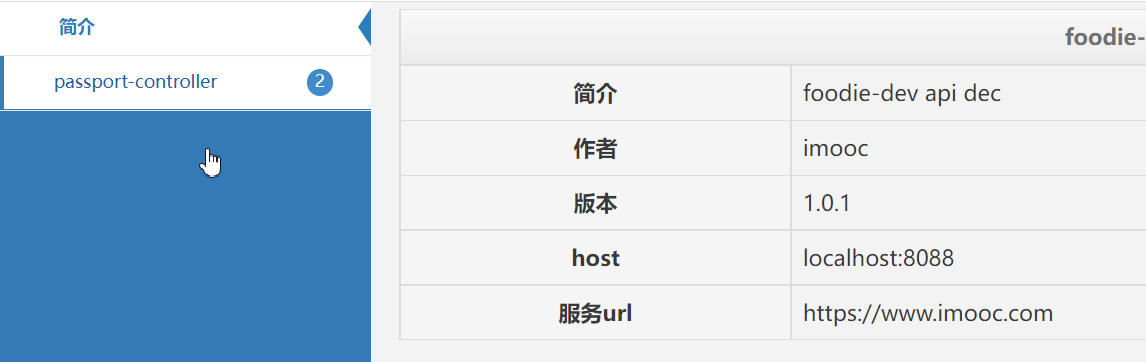 简介
passport-controller 2
foodie-
简介 foodie-dev api dec
作者 imooc
版本 1.0.1
host localhost:8088
服务url https://www.imooc.com